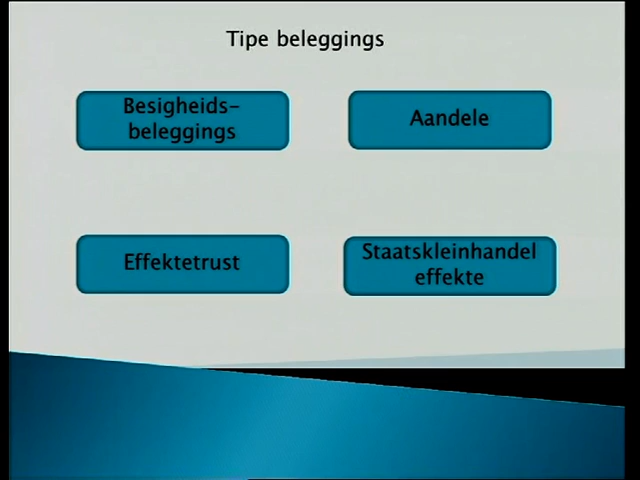 Tipe beleggings
Besigheids-
beleggings
Aandele
Effektetrust
Staatskleinhandel
effekte